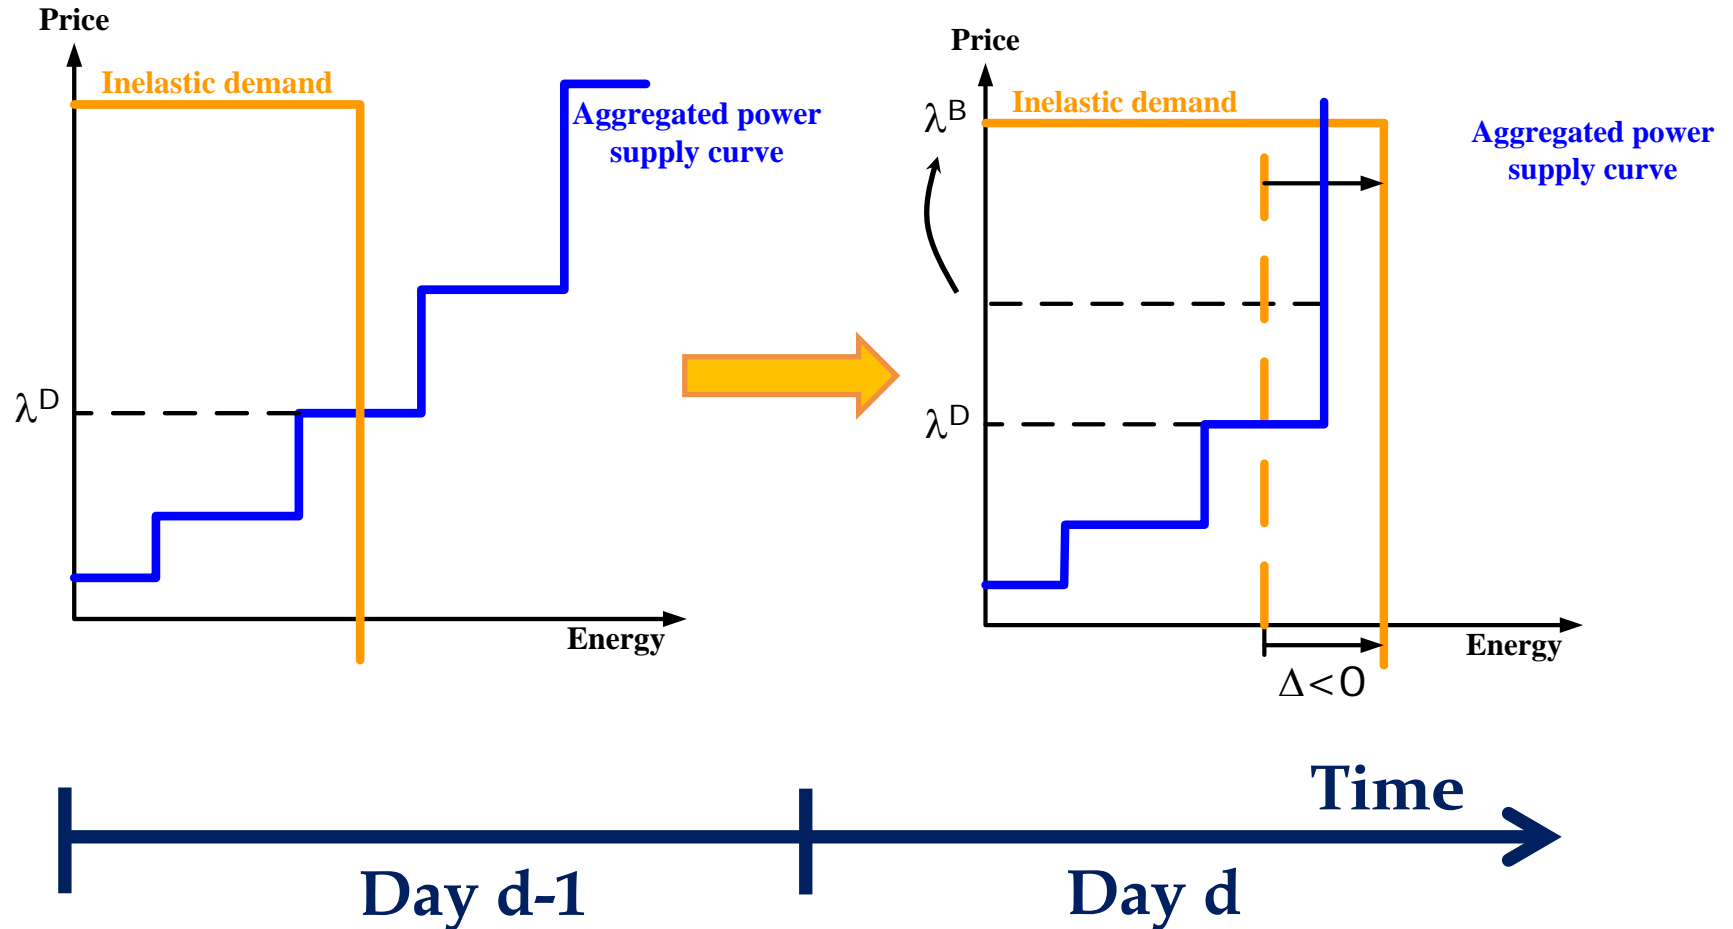 Price
Inelastic demand
Aggregated power
supply curve
λD
Energy
Price
λB
Inelastic demand
Aggregated power
supply curve
λD
Energy
Δ<0
Time
Day d-1
Day d